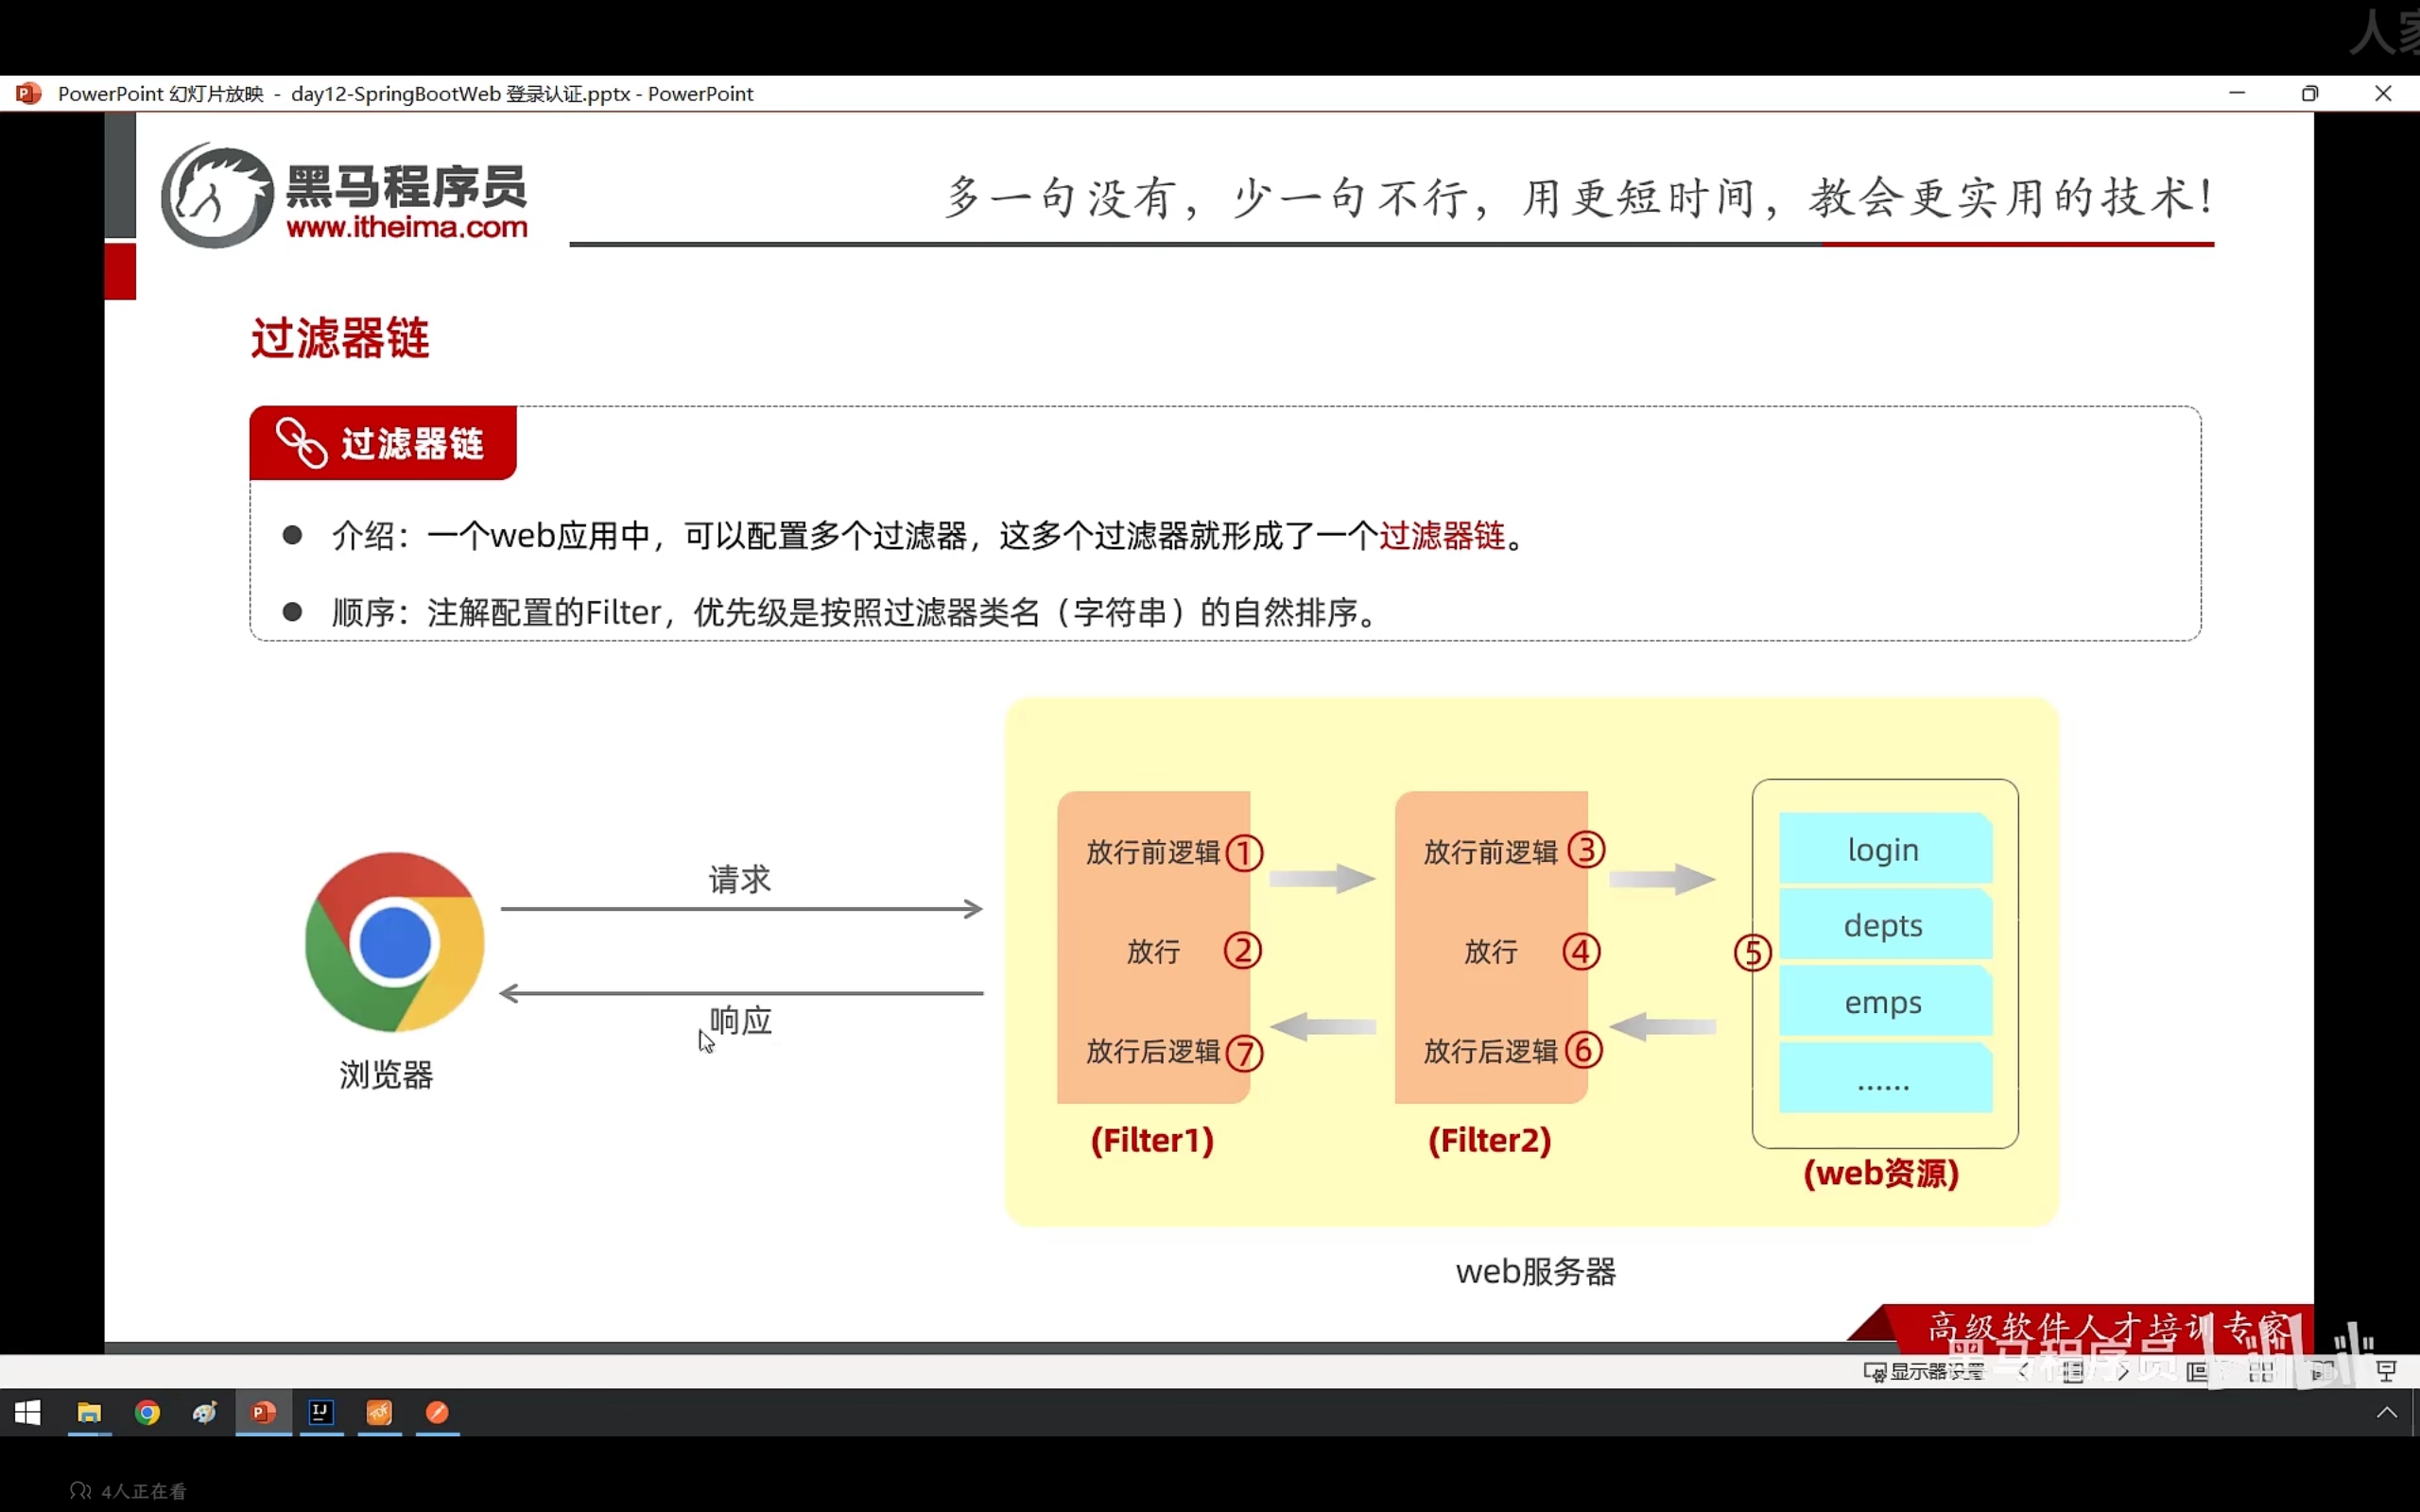 人家
PowerPoint 幻灯片放映 - day12-SpringBootWeb 登录认证.pptx - PowerPoint
黑马程序员
www.itheima.com
多一句没有，少一句不行，用更短时间，教会更实用的技术！
过滤器链
过滤器链
介绍：一个web应用中，可以配置多个过滤器，这多个过滤器就形成了一个过滤器链。
顺序：注解配置的Filter，优先级是按照过滤器类名（字符串）的自然排序。
请求
响应
浏览器
放行前逻辑①
放行②
放行后逻辑⑦
(Filter1)
放行前逻辑③
放行④
放行后逻辑⑥
(Filter2)
⑤
login
depts
emps
......
(web资源)
web服务器
高级软件人才培训专家
黑马程序员
显示器设置
4人正在看